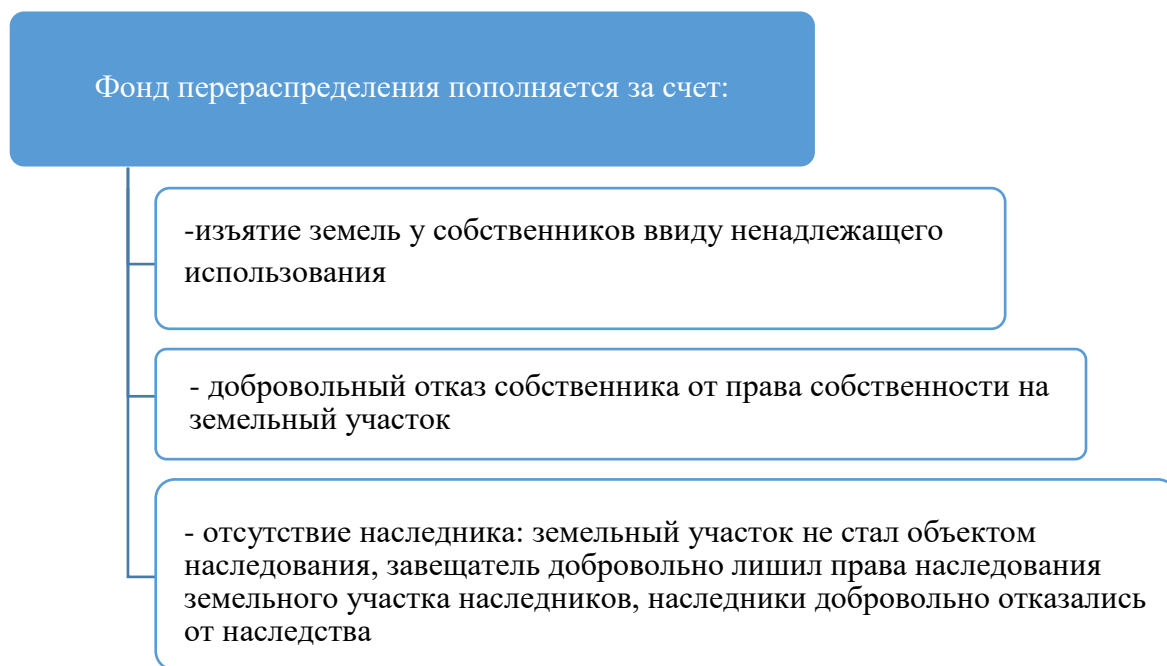 Фонд перераспределения пополняется за счет:
-изъятие земель у собственников ввиду ненадлежащего
использования
- добровольный отказ собственника от права собственности на
земельный участок
- отсутствие наследника: земельный участок не стал объектом
наследования, завещатель добровольно лишил права наследования
земельного участка наследников, наследники добровольно отказались
от наследства